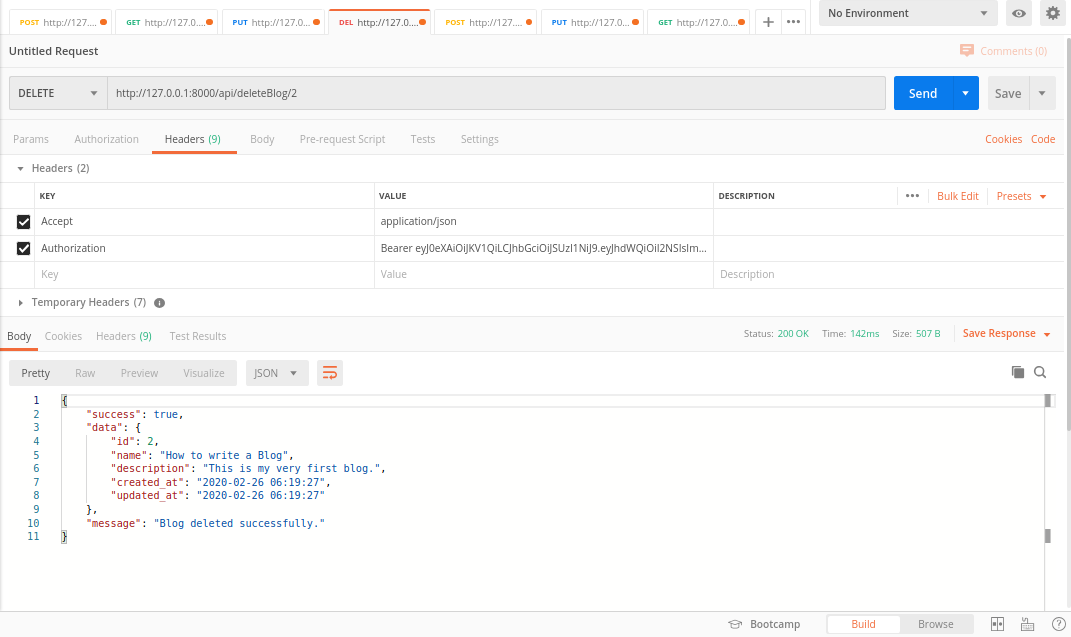 POST http://127....
GET http://127.0....
PUT http://127.0....
DEL http://127.0....
POST http://127....
PUT http://127.0...
GET http://127.0...
+ •••
No Environment
Untitled Request
Comments (0)
DELETE http://127.0.0.1:8000/api/deleteBlog/2 Send Save
Params Authorization Headers (9) Body Pre-request Script Tests Settings Cookies Code
Headers (2)
KEY VALUE DESCRIPTION ••• Bulk Edit Presets
Accept application/json
Authorization Bearer eyJ0eXAiOiJKV1QiLCJhbGciOiJSUzI1NiJ9.eyJhdWQiOiI2NSIsIm...
Key Value Description
Temporary Headers (7)
Body Cookies Headers (9) Test Results Status: 200 OK Time: 142ms Size: 507 B Save Response
Pretty Raw Preview Visualize JSON
1 {
2 "success": true,
3 "data": {
4 "id": 2,
5 "name": "How to write a Blog",
6 "description": "This is my very first blog.",
7 "created_at": "2020-02-26 06:19:27",
8 "updated_at": "2020-02-26 06:19:27"
9 },
10 "message": "Blog deleted successfully."
11 }
Bootcamp Build Browse